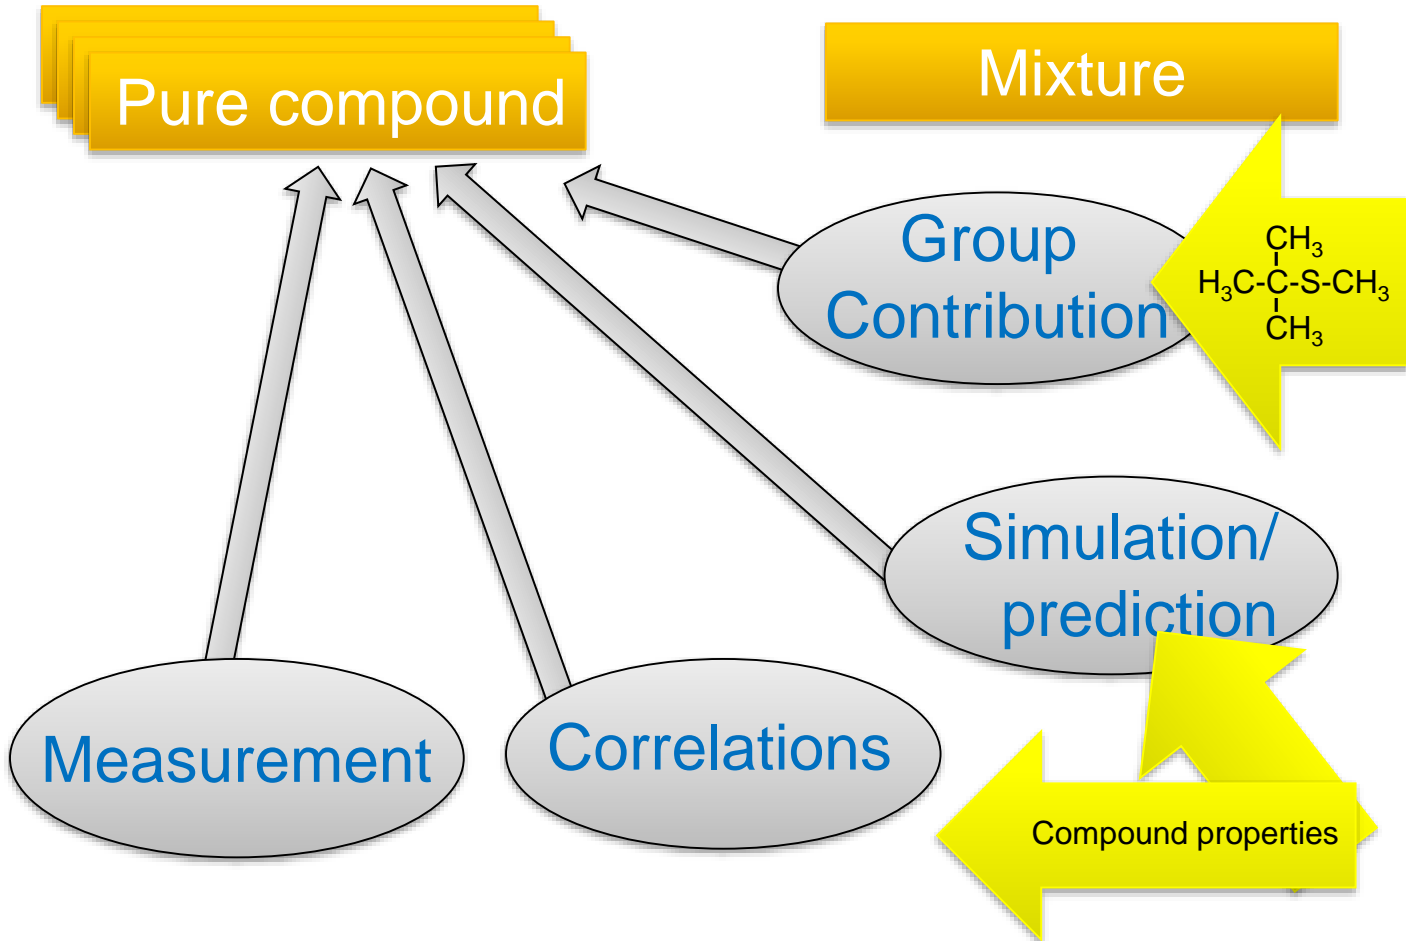 Pure compound
Mixture
Group
Contribution
CH₃
H₃C-C-S-CH₃
CH₃
Simulation/
prediction
Measurement
Correlations
Compound properties